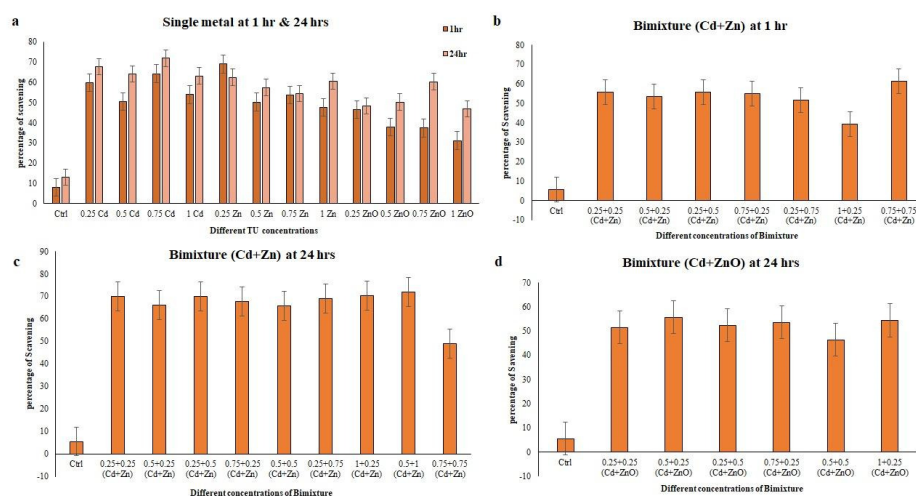 a
Single metal at 1 hr & 24 hrs
1hr
24hr
percentage of Scavening
80
70
60
50
40
30
20
10
0
Ctrl
0.25 Cd
0.5 Cd
0.75 Cd
1 Cd
0.25 Zn
0.5 Zn
0.75 Zn
1 Zn
0.25 ZnO
0.5 ZnO
0.75 ZnO
1 ZnO
Different TU concentrations
b
Bimixture (Cd+Zn) at 1 hr
percentage of Scavening
80
70
60
50
40
30
20
10
0
-10
Ctrl
0.25+0.25
(Cd+Zn)
0.5+0.25
(Cd+Zn)
0.25+0.5
(Cd+Zn)
0.75+0.25
(Cd+Zn)
0.25+0.75
(Cd+Zn)
1+0.25
(Cd+Zn)
0.75+0.75
(Cd+Zn)
Different concentrations of Bimixture
c
Bimixture (Cd+Zn) at 24 hrs
percentage of Scavening
90
80
70
60
50
40
30
20
10
0
-10
Ctrl
0.25+0.25
(Cd+Zn)
0.5+0.25
(Cd+Zn)
0.25+0.5
(Cd+Zn)
0.75+0.25
(Cd+Zn)
0.5+0.5
(Cd+Zn)
0.25+0.75
(Cd+Zn)
1+0.25
(Cd+Zn)
0.5+1
(Cd+Zn)
0.75+0.75
(Cd+Zn)
Different concentrations of Bimixture
d
Bimixture (Cd+ZnO) at 24 hrs
percentage of Savening
80
70
60
50
40
30
20
10
0
-10
Ctrl
0.25+0.25
(Cd+ZnO)
0.5+0.25
(Cd+ZnO)
0.25+0.5
(Cd+ZnO)
0.75+0.25
(Cd+ZnO)
0.5+0.5
(Cd+ZnO)
1+0.25
(Cd+ZnO)
Different concentrations of Bimixture